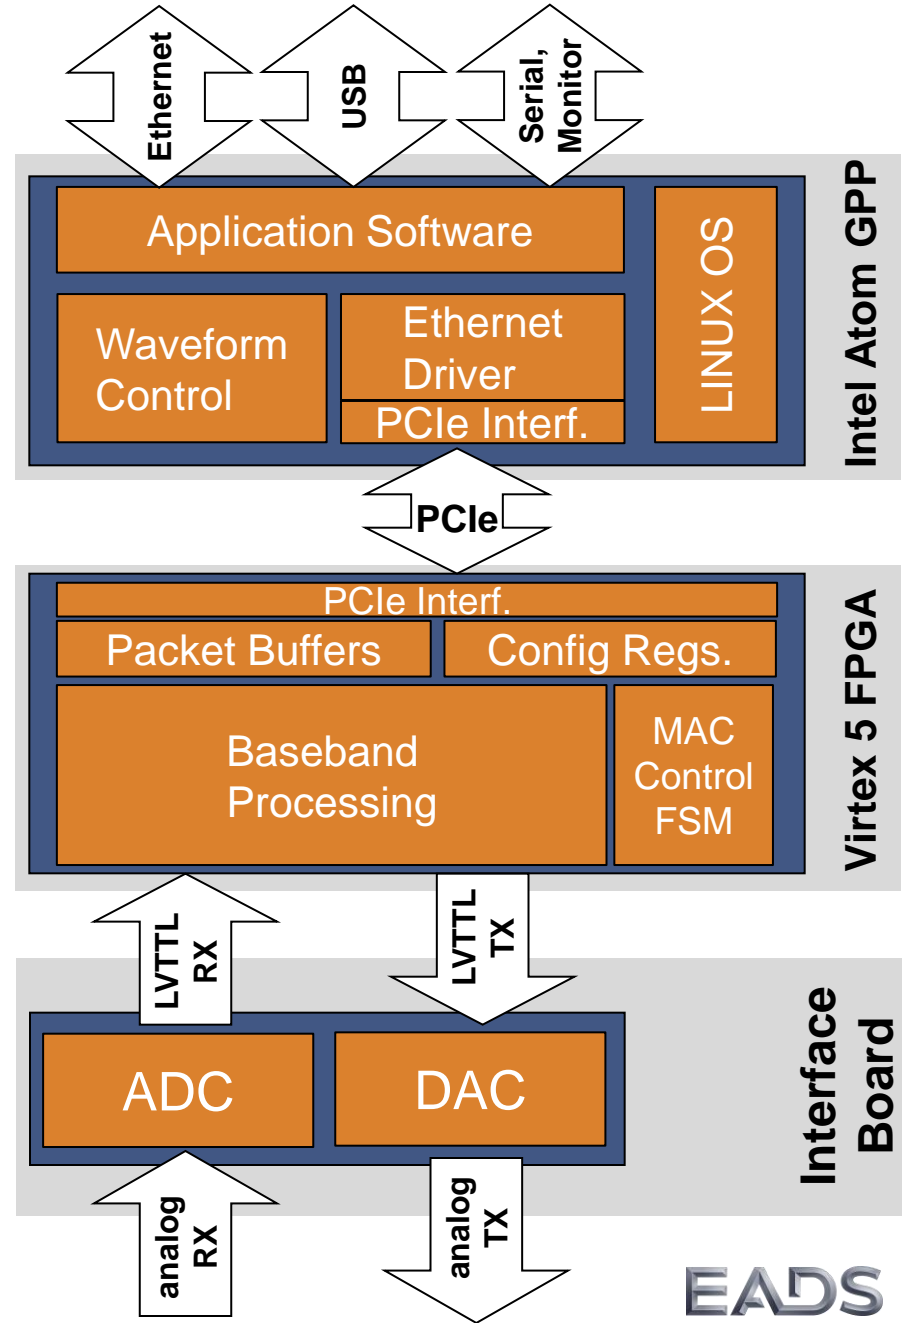 Ethernet
USB
Serial,
Monitor
Application Software
LINUX OS
Intel Atom GPP
Waveform
Control
Ethernet
Driver
PCIe Interf.
PCIe
PCIe Interf.
Packet Buffers
Config Regs.
Virtex 5 FPGA
Baseband
Processing
MAC
Control
FSM
LVTTL
RX
LVTTL
TX
Interface
Board
ADC
DAC
analog
RX
analog
TX
EADS